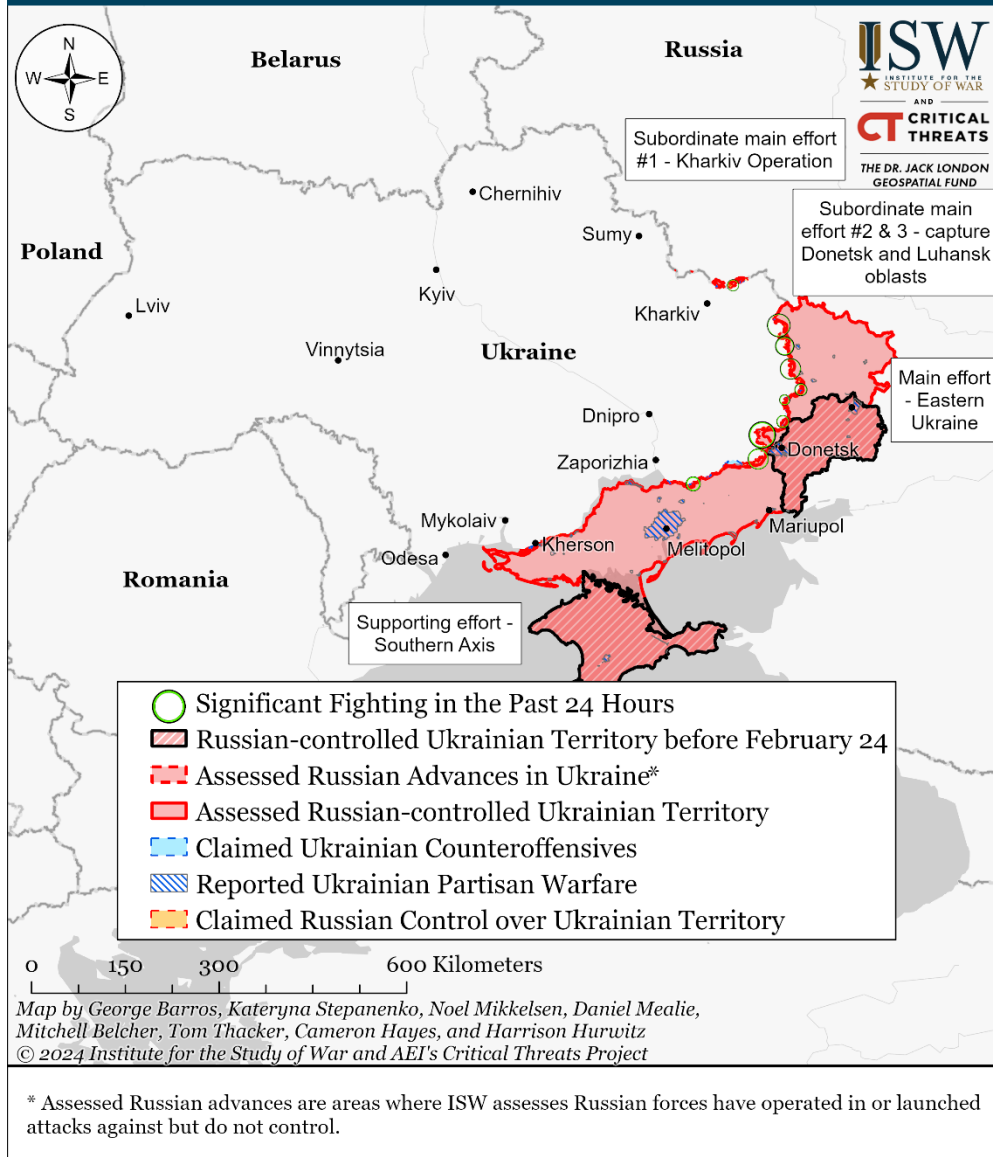 N
W
E
S
Belarus
Russia
ISW
INSTITUTE FOR THE
STUDY OF WAR
AND
CT CRITICAL
THREATS
THE DR. JACK LONDON
GEOSPATIAL FUND
Subordinate main effort
#1 - Kharkiv Operation
Subordinate main
effort #2 & 3 - capture
Donetsk and Luhansk
oblasts
Chernihiv
Sumy
Poland
Kyiv
Lviv
Kharkiv
Vinnytsia
Ukraine
Main effort
- Eastern
Ukraine
Dnipro
Donetsk
Zaporizhia
Mykolaiv
Mariupol
Kherson
Melitopol
Odesa
Romania
Supporting effort -
Southern Axis
Significant Fighting in the Past 24 Hours
Russian-controlled Ukrainian Territory before February 24
Assessed Russian Advances in Ukraine*
Assessed Russian-controlled Ukrainian Territory
Claimed Ukrainian Counteroffensives
Reported Ukrainian Partisan Warfare
Claimed Russian Control over Ukrainian Territory
0 150 300 600 Kilometers
Map by George Barros, Kateryna Stepanenko, Noel Mikkelsen, Daniel Mealie,
Mitchell Belcher, Tom Thacker, Cameron Hayes, and Harrison Hurwitz
© 2024 Institute for the Study of War and AEI's Critical Threats Project
* Assessed Russian advances are areas where ISW assesses Russian forces have operated in or launched
attacks against but do not control.